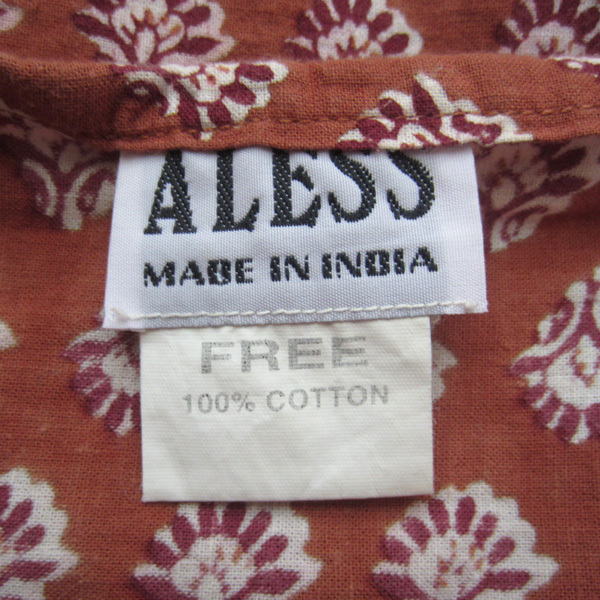 ALESS
MADE IN INDIA
FREE
100% COTTON